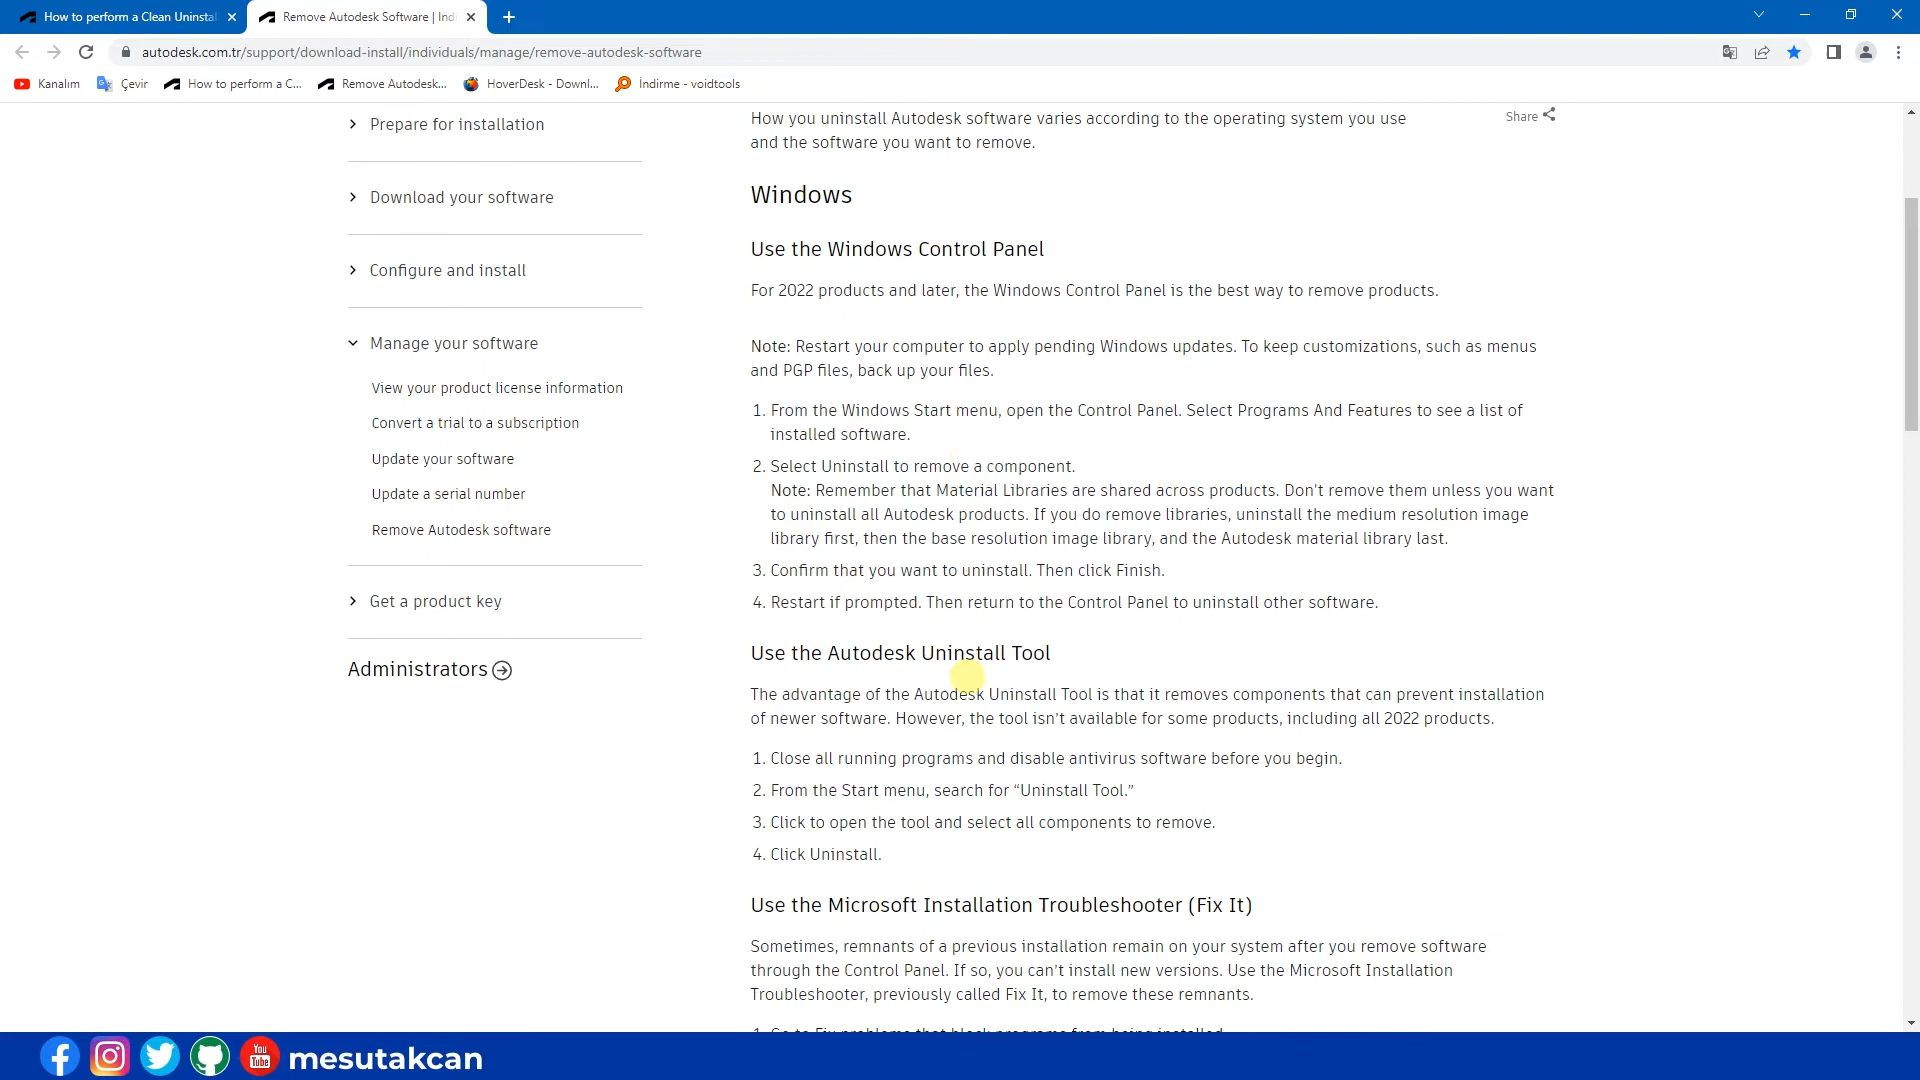 How to perform a Clean Uninstal
Remove Autodesk Software | Indi
autodesk.com.tr/support/download-install/individuals/manage/remove-autodesk-software
Kanalım
Çevir
How to perform a C...
Remove Autodesk...
HoverDesk - Downl...
İndirme - voidtools
Prepare for installation
Download your software
Configure and install
Manage your software
View your product license information
Convert a trial to a subscription
Update your software
Update a serial number
Remove Autodesk software
Get a product key
Administrators
How you uninstall Autodesk software varies according to the operating system you use
and the software you want to remove.
Share
Windows
Use the Windows Control Panel
For 2022 products and later, the Windows Control Panel is the best way to remove products.
Note: Restart your computer to apply pending Windows updates. To keep customizations, such as menus
and PGP files, back up your files.
1. From the Windows Start menu, open the Control Panel. Select Programs And Features to see a list of
installed software.
2. Select Uninstall to remove a component.
Note: Remember that Material Libraries are shared across products. Don't remove them unless you want
to uninstall all Autodesk products. If you do remove libraries, uninstall the medium resolution image
library first, then the base resolution image library, and the Autodesk material library last.
3. Confirm that you want to uninstall. Then click Finish.
4. Restart if prompted. Then return to the Control Panel to uninstall other software.
Use the Autodesk Uninstall Tool
The advantage of the Autodesk Uninstall Tool is that it removes components that can prevent installation
of newer software. However, the tool isn't available for some products, including all 2022 products.
1. Close all running programs and disable antivirus software before you begin.
2. From the Start menu, search for “Uninstall Tool.”
3. Click to open the tool and select all components to remove.
4. Click Uninstall.
Use the Microsoft Installation Troubleshooter (Fix It)
Sometimes, remnants of a previous installation remain on your system after you remove software
through the Control Panel. If so, you can't install new versions. Use the Microsoft Installation
Troubleshooter, previously called Fix It, to remove these remnants.
1. Go to Fix problems that block programs from being installed
You
Tube
mesutakcan